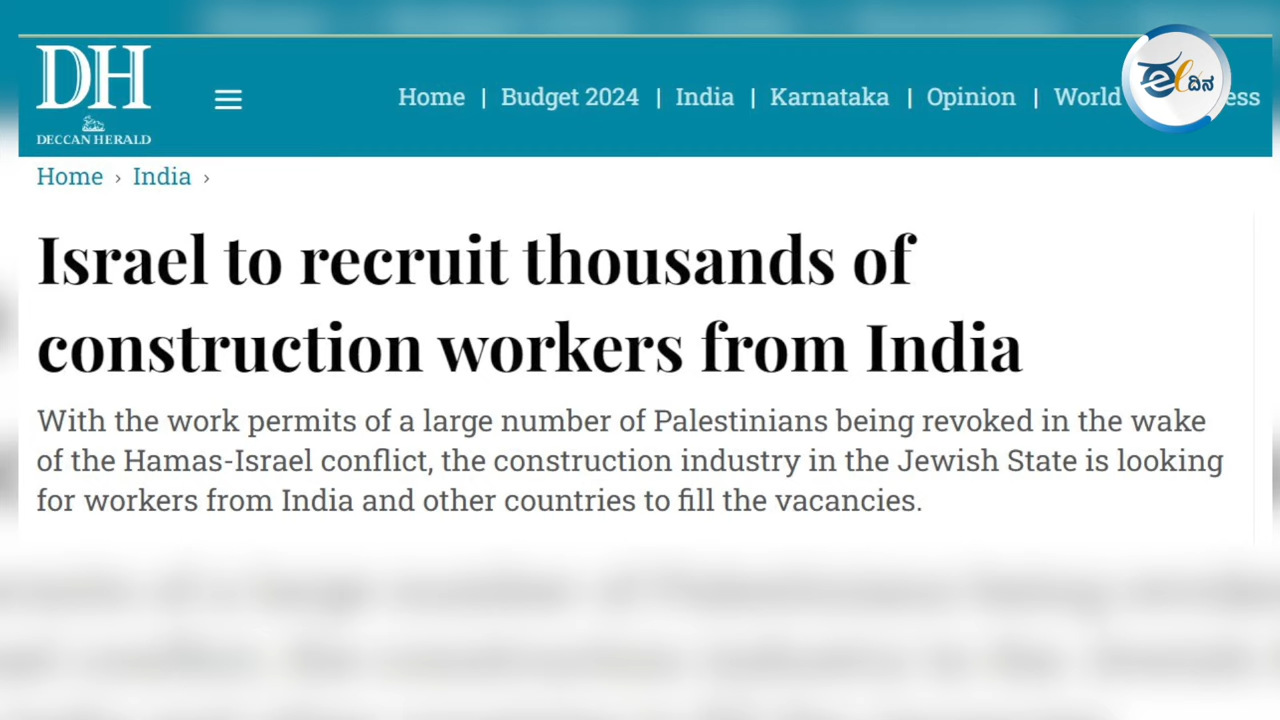 DH
DECCAN HERALD
Home | Budget 2024 | India | Karnataka | Opinion | World
ess
ಈ el ದಿನ
Home › India ›
Israel to recruit thousands of
construction workers from India
With the work permits of a large number of Palestinians being revoked in the wake
of the Hamas-Israel conflict, the construction industry in the Jewish State is looking
for workers from India and other countries to fill the vacancies.